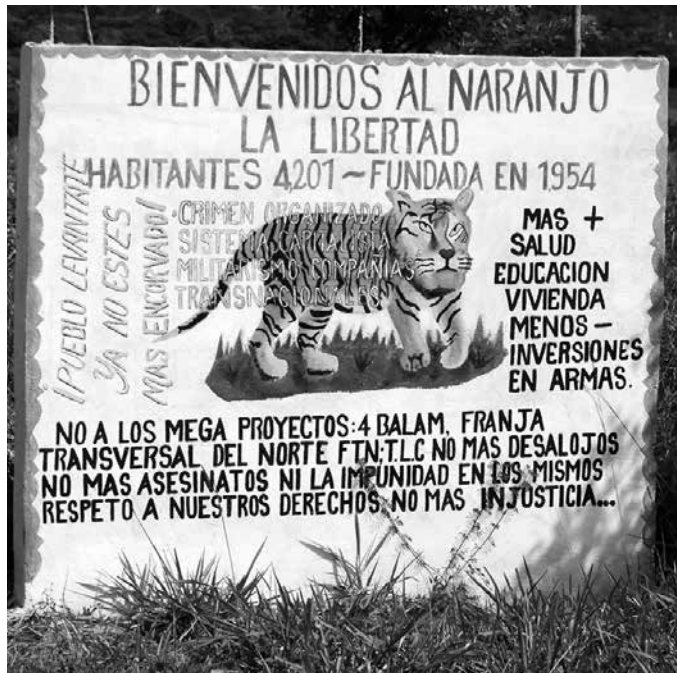 BIENVENIDOS AL NARANJO
LA LIBERTAD
HABITANTES 4,201 ~ FUNDADA EN 1,954
¡PUEBLO LEVANTATE
YA NO ESTES
MAS ENCORVADO!
·CRIMEN ORGANIZADO
SISTEMA CAPITALISTA
MILITARISMO COMPAÑIAS
TRANSNACIONALES
MAS +
SALUD
EDUCACION
VIVIENDA
MENOS -
INVERSIONES
EN ARMAS.
NO A LOS MEGA PROYECTOS: 4 BALAM, FRANJA
TRANSVERSAL DEL NORTE FTN; T.L.C NO MAS DESALOJOS
NO MAS ASESINATOS NI LA IMPUNIDAD EN LOS MISMOS
RESPETO A NUESTROS DERECHOS, NO MAS INJUSTICIA...